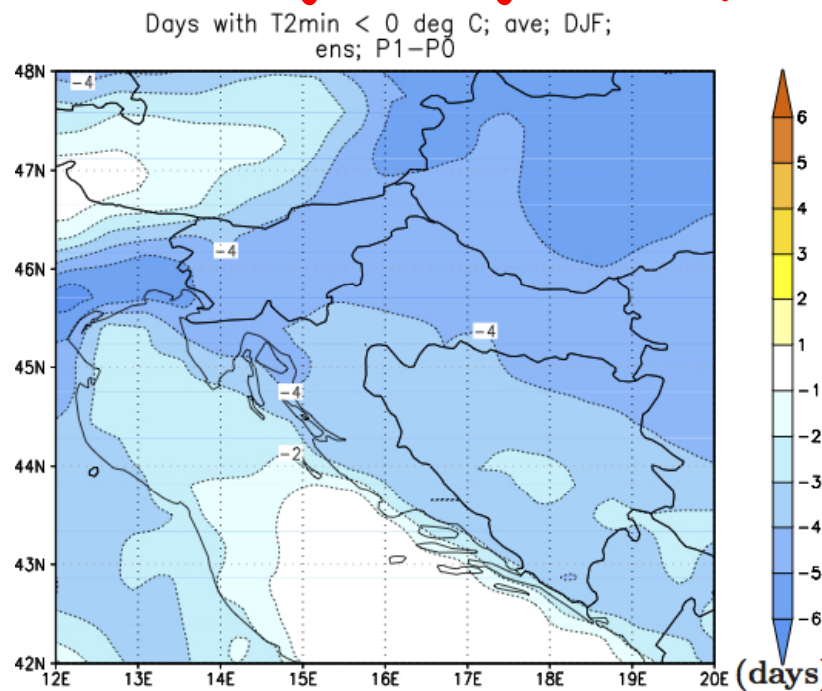 Days with T2min < 0 deg C; ave; DJF;
ens; P1-P0
48N
47N
46N
45N
44N
43N
42N
12E
13E
14E
15E
16E
17E
18E
19E
20E
-4
-4
-4
-4
-2
6
5
4
3
2
1
-1
-2
-3
-4
-5
-6
(days)